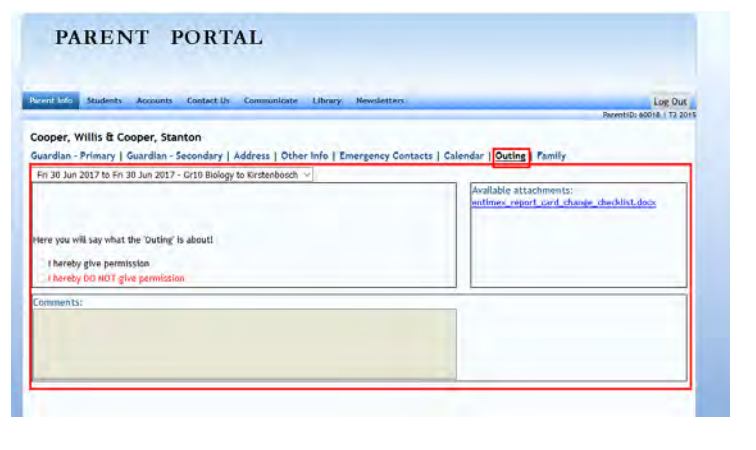 PARENT PORTAL
Parent Info Students Accounts Contact Us Communicate Library Newsletters Log Out
ParentID: 60018 | T2 2015
Cooper, Willis & Cooper, Stanton
Guardian - Primary | Guardian - Secondary | Address | Other Info | Emergency Contacts | Calendar | Outing | Family
Fri 30 Jun 2017 to Fri 30 Jun 2017 - Gr10 Biology to Kirstenbosch
Available attachments:
entimex_report_card_change_checklist.docx
Here you will say what the 'Outing' is about!
I hereby give permission
I hereby DO NOT give permission
Comments: